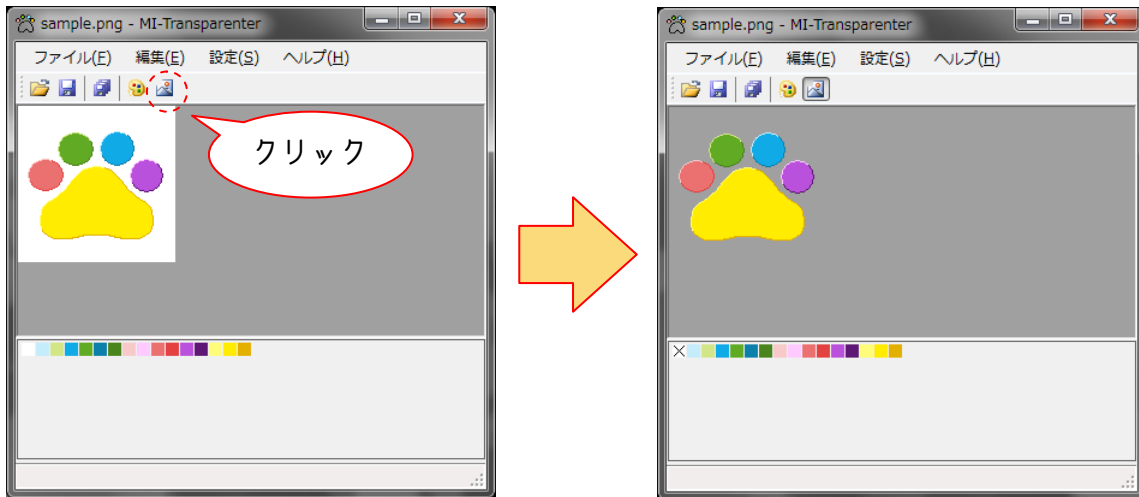 sample.png - MI-Transparenter
ファイル(F) 編集(E) 設定(S) ヘルプ(H)
クリック
sample.png - MI-Transparenter
ファイル(F) 編集(E) 設定(S) ヘルプ(H)